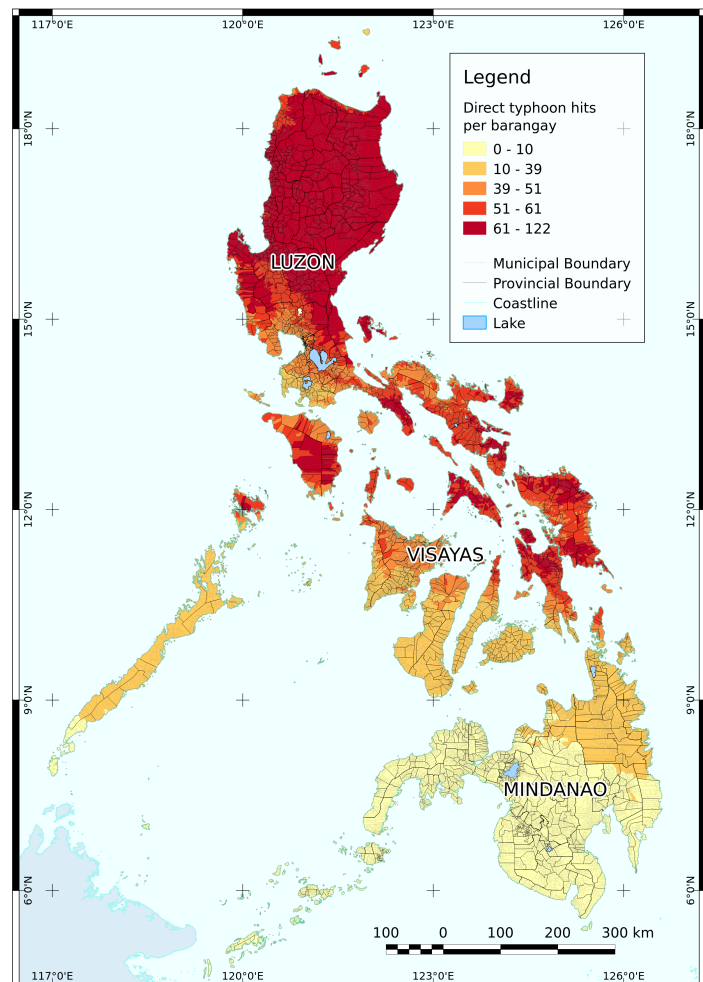 117°0'E 120°0'E 123°0'E 126°0'E
Legend
Direct typhoon hits
per barangay
0 - 10
10 - 39
39 - 51
51 - 61
61 - 122
Municipal Boundary
Provincial Boundary
Coastline
Lake
18°0'N 18°0'N
LUZON
15°0'N 15°0'N
12°0'N 12°0'N
VISAYAS
9°0'N 9°0'N
MINDANAO
6°0'N 6°0'N
100 0 100 200 300 km
117°0'E 120°0'E 123°0'E 126°0'E